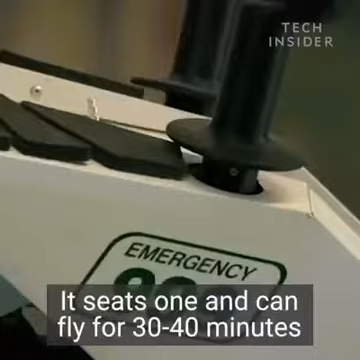 TECH
INSIDER
EMERGENCY
It seats one and can
fly for 30-40 minutes